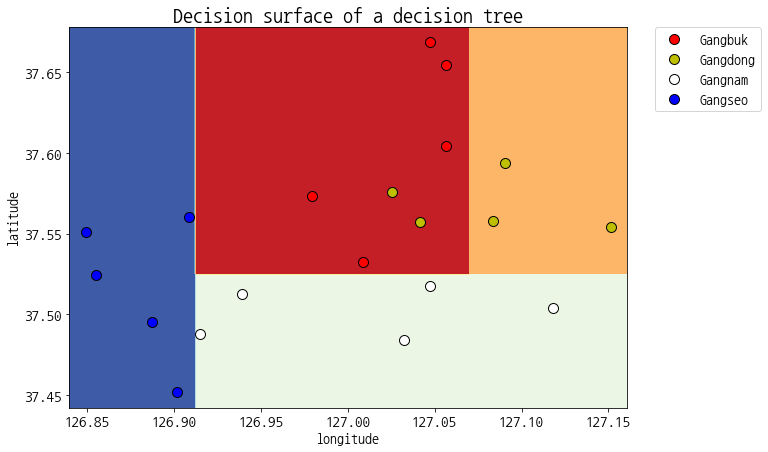 Decision surface of a decision tree
Gangbuk
Gangdong
Gangnam
Gangseo
latitude
37.65
37.60
37.55
37.50
37.45
126.85 126.90 126.95 127.00 127.05 127.10 127.15
longitude